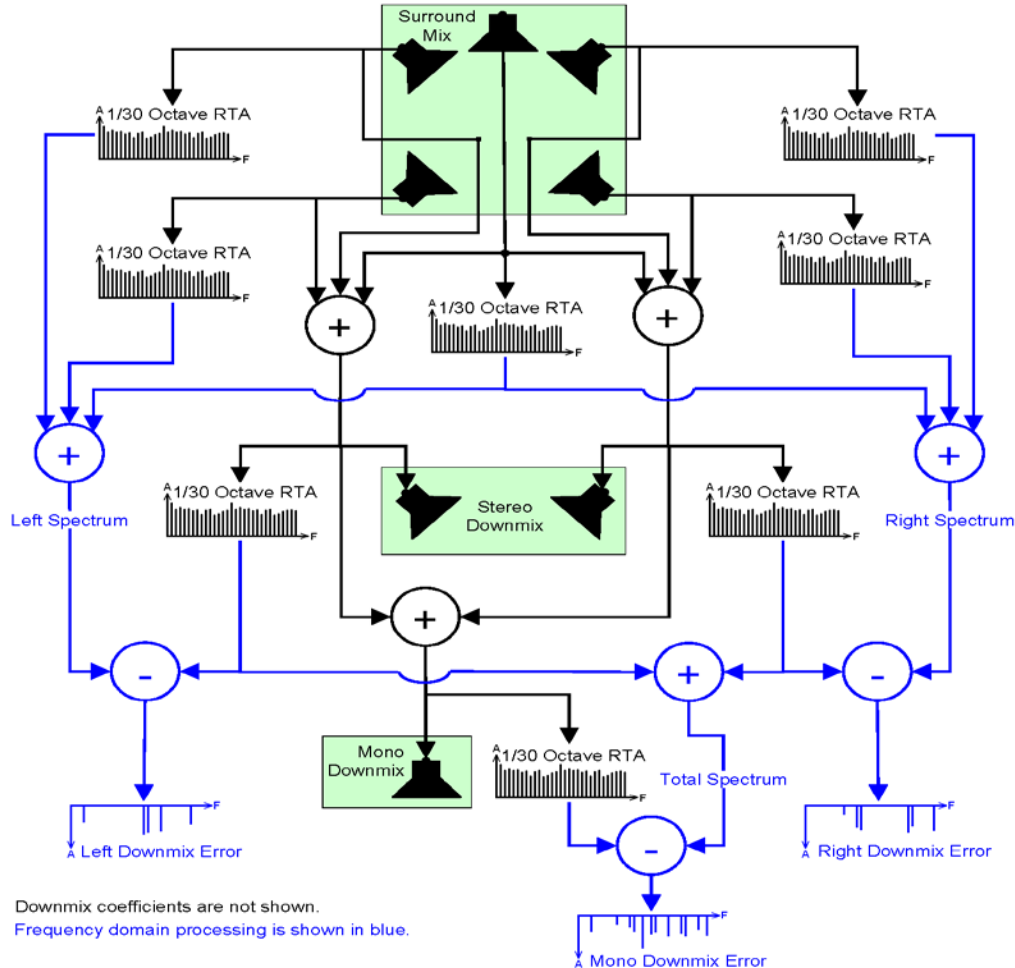 Surround
Mix
A 1/30 Octave RTA
F
A 1/30 Octave RTA
F
A 1/30 Octave RTA
F
A 1/30 Octave RTA
F
A 1/30 Octave RTA
F
+
+
+
+
A 1/30 Octave RTA
F
A 1/30 Octave RTA
F
Left Spectrum
Stereo
Downmix
Right Spectrum
+
-
+
-
Mono
Downmix
A 1/30 Octave RTA
F
Total Spectrum
F
A Left Downmix Error
-
F
A Right Downmix Error
Downmix coefficients are not shown.
Frequency domain processing is shown in blue.
F
A Mono Downmix Error